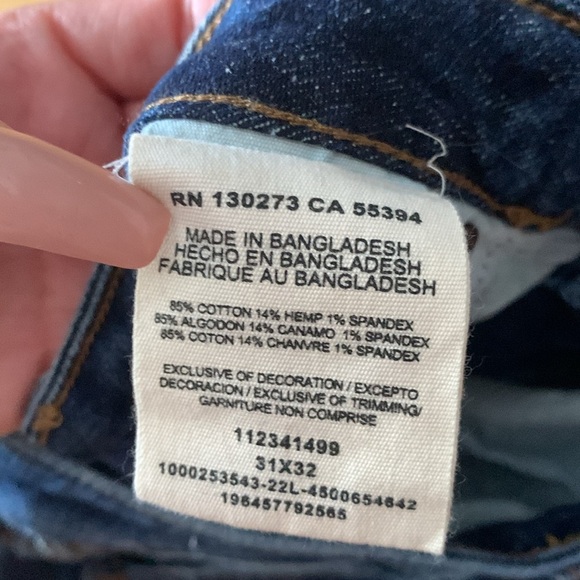 RN 130273 CA 55394
MADE IN BANGLADESH
HECHO EN BANGLADESH
FABRIQUE AU BANGLADESH
85% COTTON 14% HEMP 1% SPANDEX
85% ALGODON 14% CANAMO 1% SPANDEX
85% COTON 14% CHANVRE 1% SPANDEX
EXCLUSIVE OF DECORATION / EXCEPTO
DECORACION / EXCLUSIVE OF TRIMMING/
GARNITURE NON COMPRISE
112341499
31X32
1000253543-22L-4500654642
196457792565